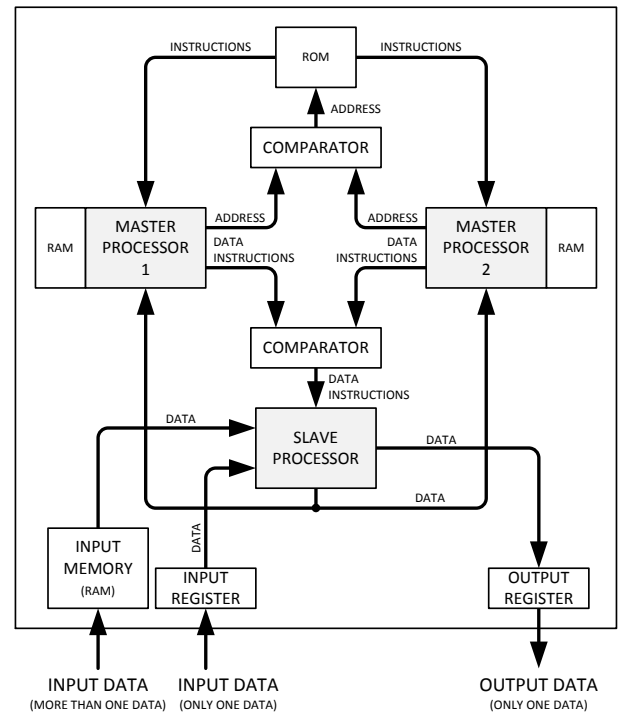 INSTRUCTIONS
ROM
INSTRUCTIONS
ADDRESS
COMPARATOR
RAM
MASTER
PROCESSOR
1
ADDRESS
DATA
INSTRUCTIONS
ADDRESS
DATA
INSTRUCTIONS
MASTER
PROCESSOR
2
RAM
COMPARATOR
DATA
INSTRUCTIONS
DATA
SLAVE
PROCESSOR
DATA
DATA
DATA
INPUT
MEMORY
(RAM)
INPUT
REGISTER
OUTPUT
REGISTER
INPUT DATA
(MORE THAN ONE DATA)
INPUT DATA
(ONLY ONE DATA)
OUTPUT DATA
(ONLY ONE DATA)